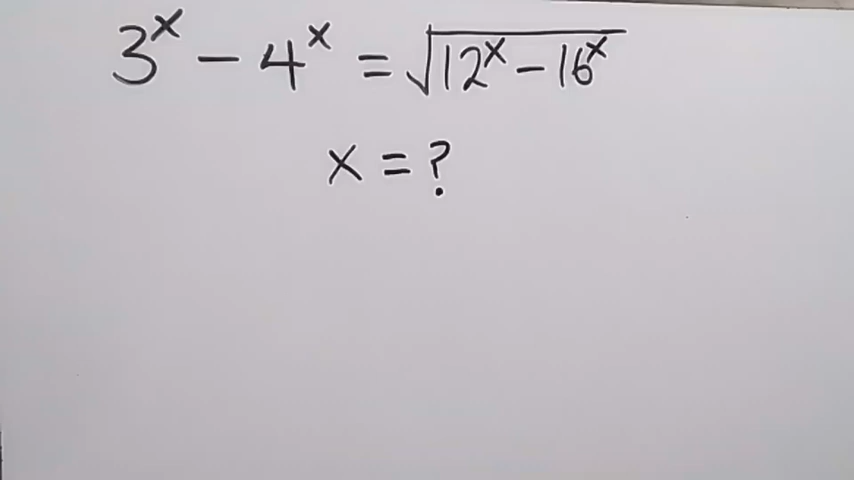 3^x - 4^x = √(12^x - 16^x)
x = ?